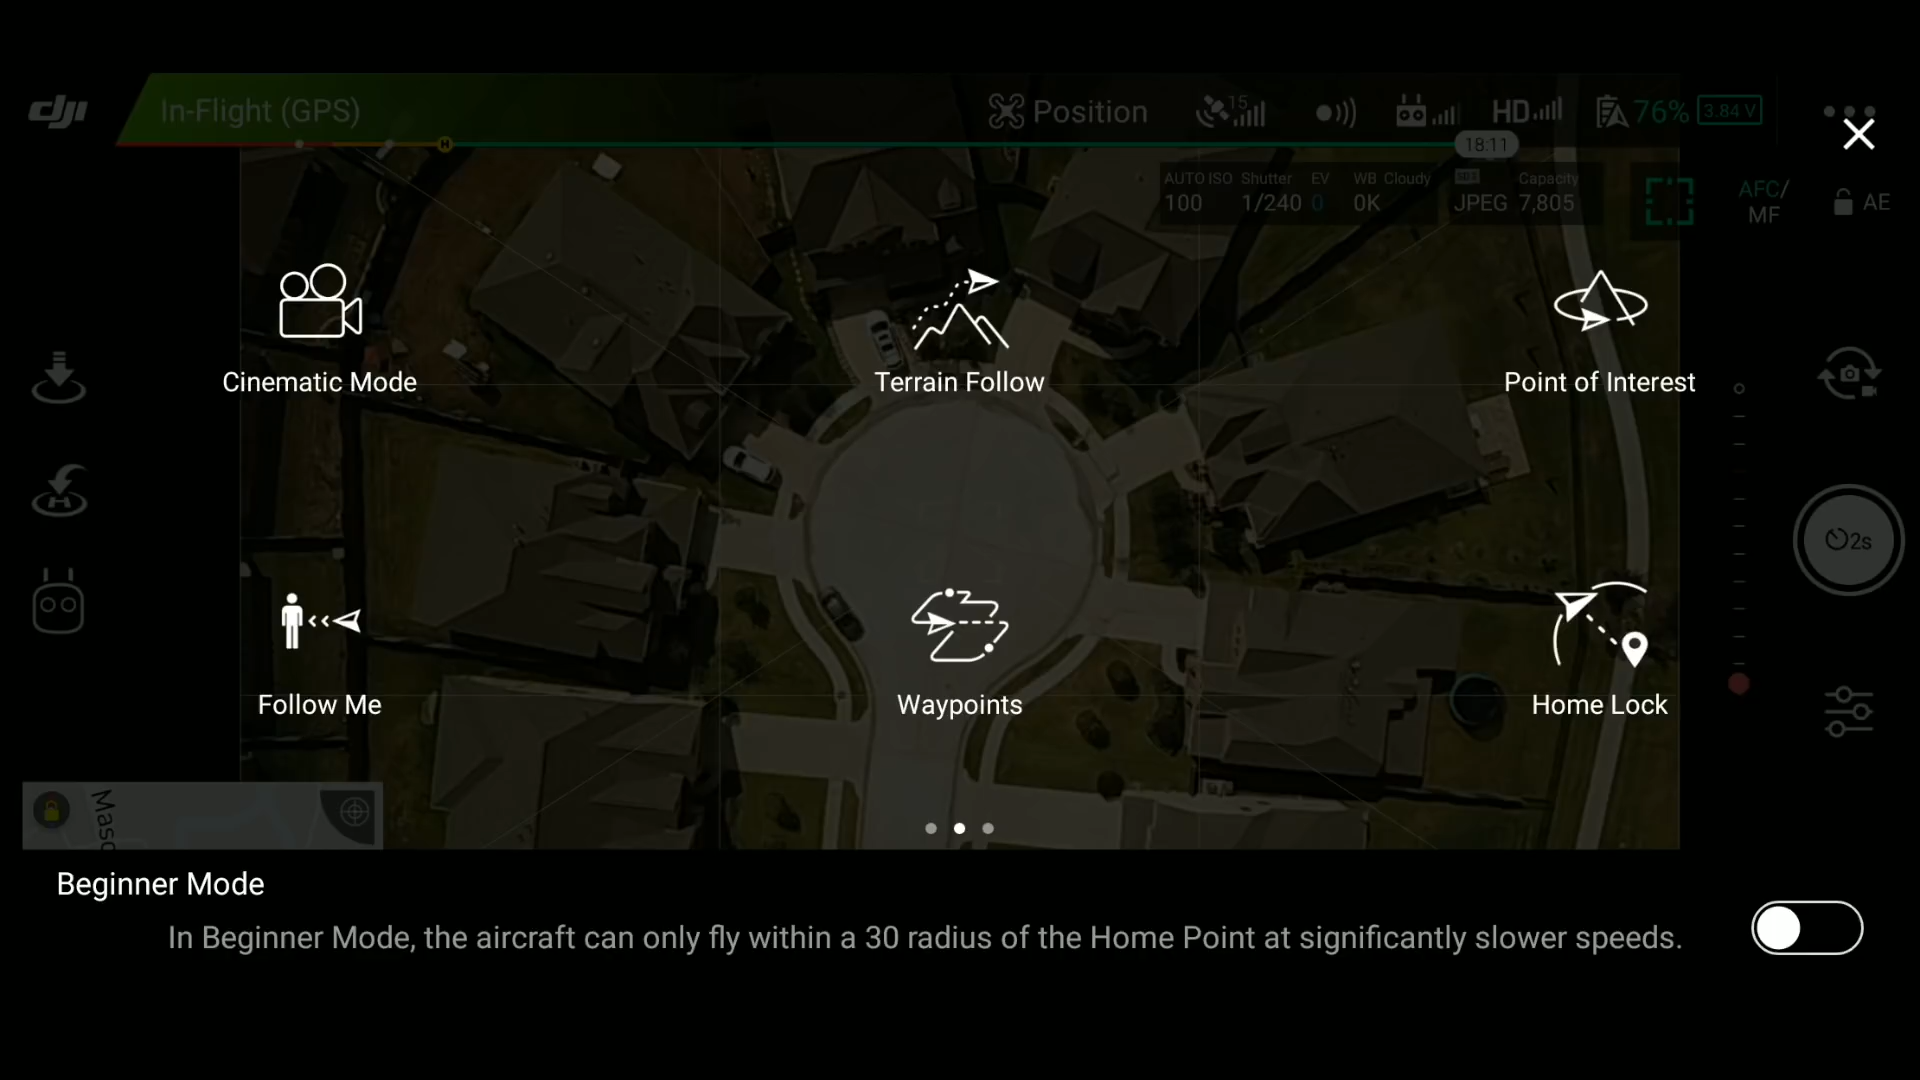 dji
In-Flight (GPS)
Position
15
HD
76%
3.84 V
H
18:11
AUTO ISO Shutter EV WB Cloudy Capacity
100 1/240 0 0K JPEG 7,805
AFC/
MF
AE
Cinematic Mode
Terrain Follow
Point of Interest
2s
Follow Me
Waypoints
Home Lock
Beginner Mode
In Beginner Mode, the aircraft can only fly within a 30 radius of the Home Point at significantly slower speeds.